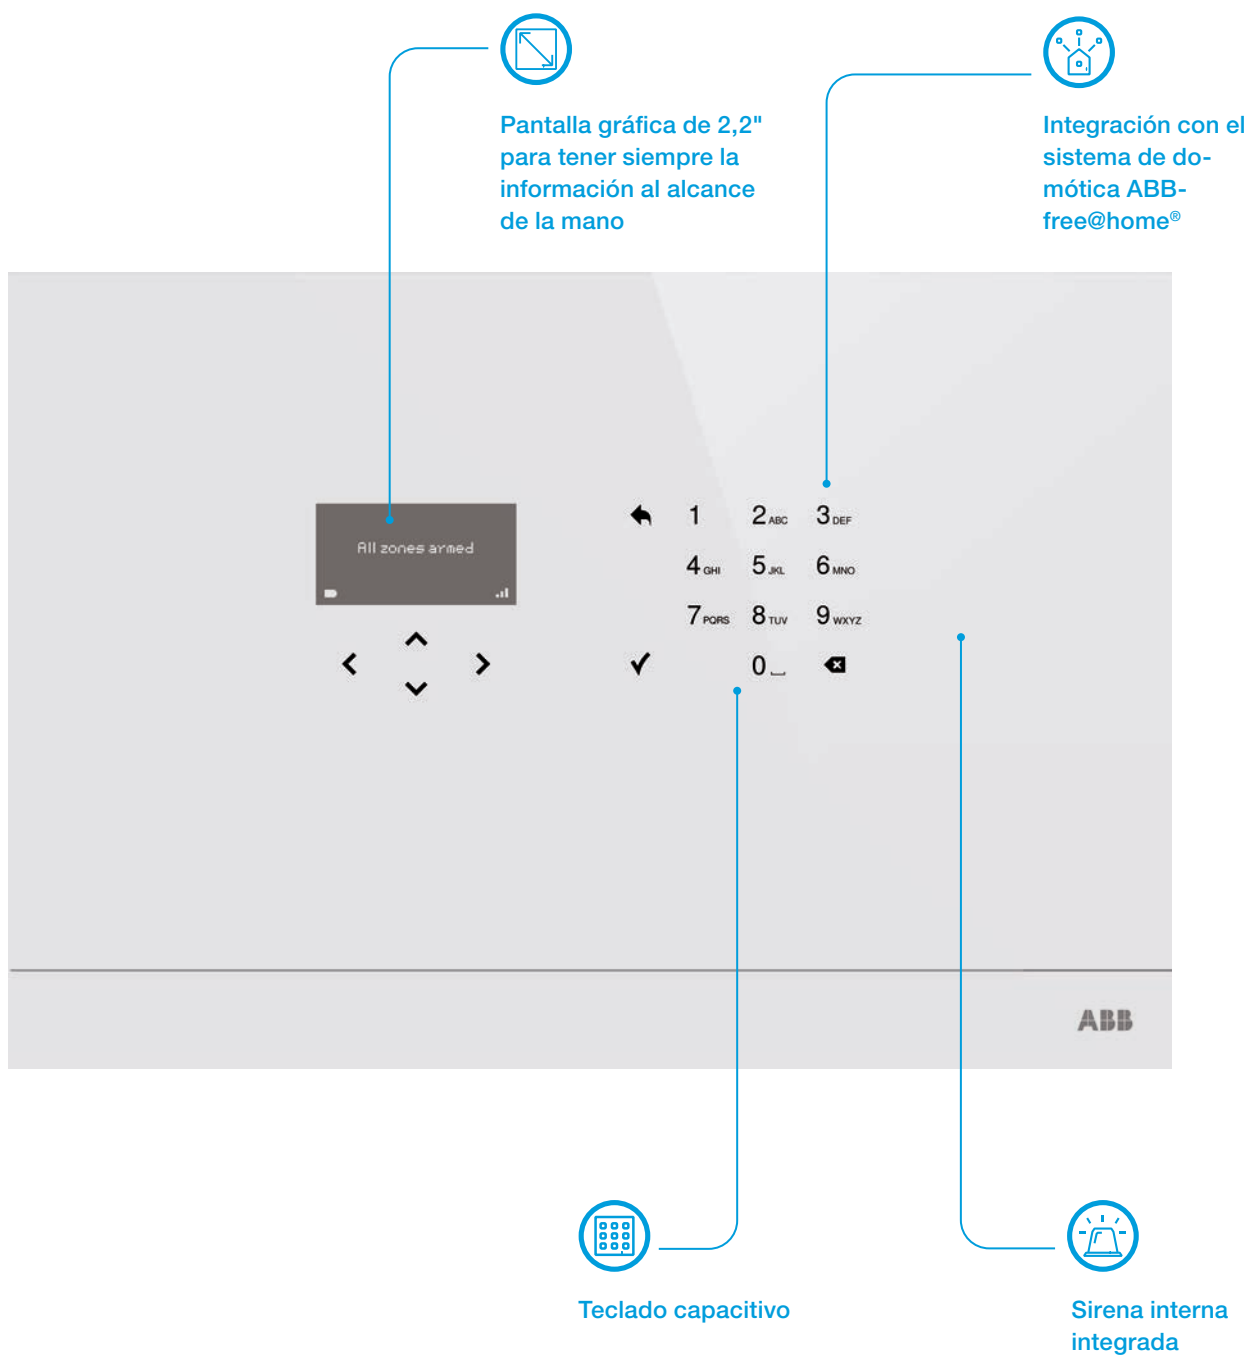 Pantalla gráfica de 2,2"
para tener siempre la
información al alcance
de la mano
Integración con el
sistema de do-
mótica ABB-
free@home®
All zones armed
1 2 ABC 3 DEF
4 GHI 5 JKL 6 MNO
7 PQRS 8 TUV 9 WXYZ
0
ABB
Teclado capacitivo
Sirena interna
integrada